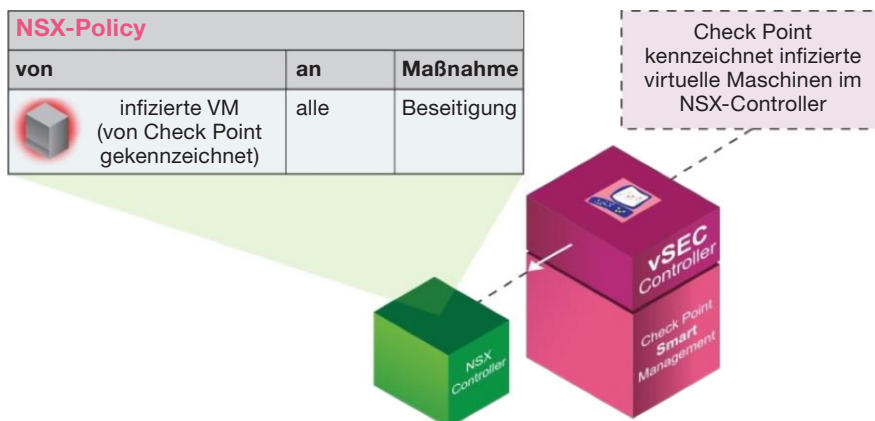 NSX-Policy
von an Maßnahme
infizierte VM alle Beseitigung
(von Check Point
gekennzeichnet)
Check Point
kennzeichnet infizierte
virtuelle Maschinen im
NSX-Controller
vSEC
Controller
Check Point
Smart
Management
NSX
Controller